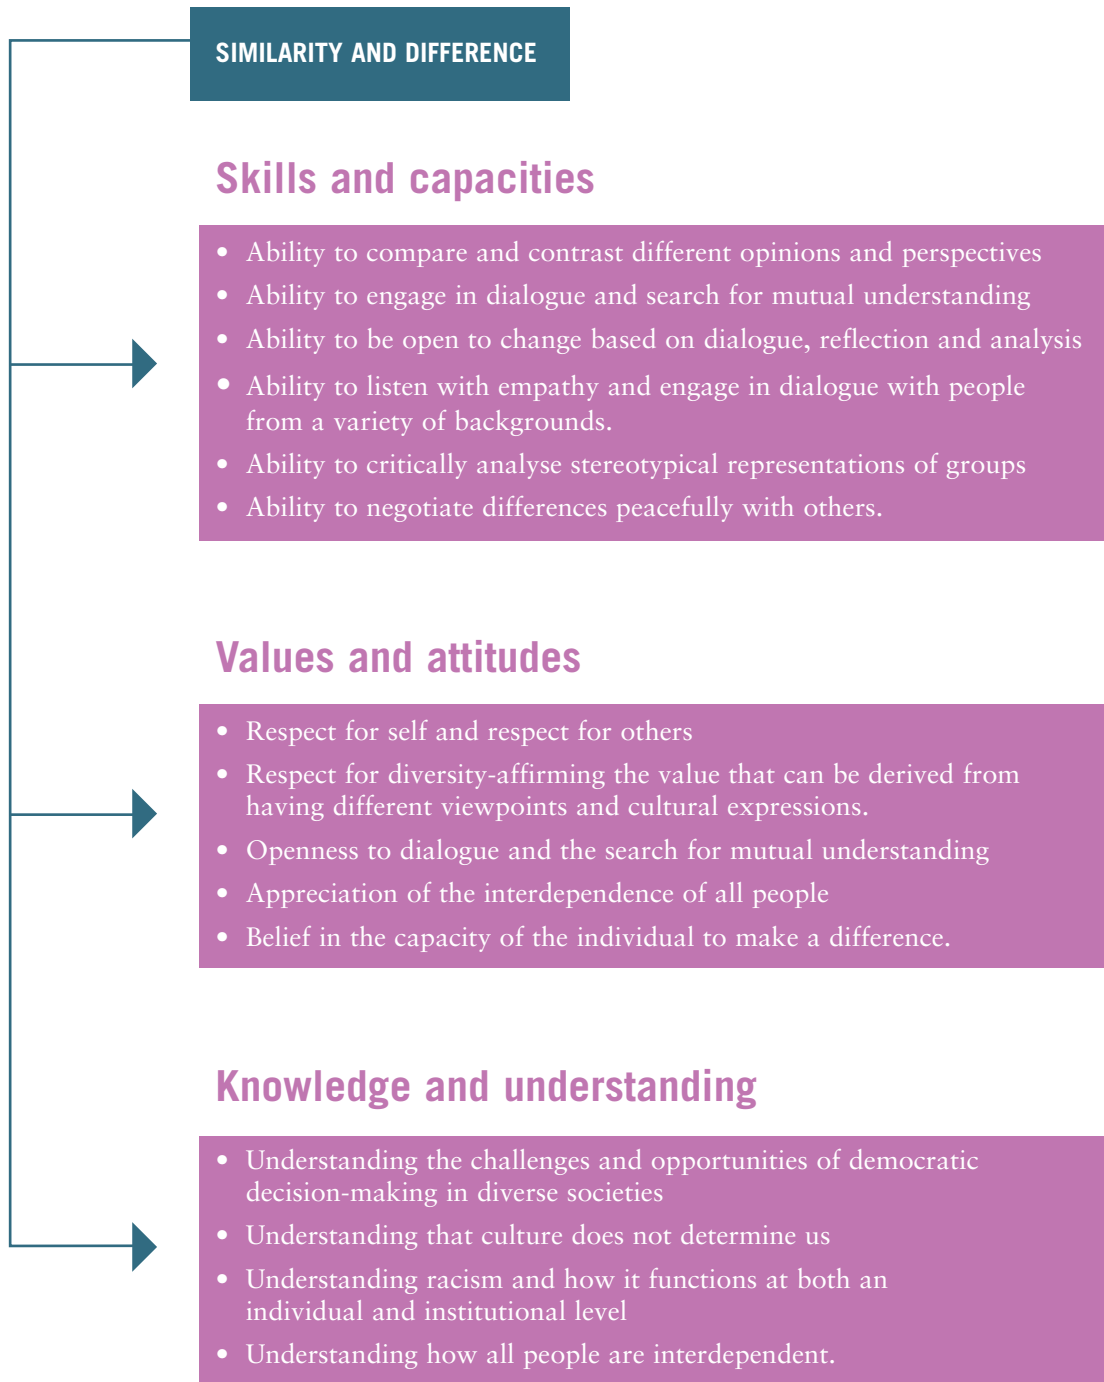 SIMILARITY AND DIFFERENCE
Skills and capacities
• Ability to compare and contrast different opinions and perspectives
• Ability to engage in dialogue and search for mutual understanding
• Ability to be open to change based on dialogue, reflection and analysis
• Ability to listen with empathy and engage in dialogue with people
from a variety of backgrounds.
• Ability to critically analyse stereotypical representations of groups
• Ability to negotiate differences peacefully with others.
Values and attitudes
• Respect for self and respect for others
• Respect for diversity-affirming the value that can be derived from
having different viewpoints and cultural expressions.
• Openness to dialogue and the search for mutual understanding
• Appreciation of the interdependence of all people
• Belief in the capacity of the individual to make a difference.
Knowledge and understanding
• Understanding the challenges and opportunities of democratic
decision-making in diverse societies
• Understanding that culture does not determine us
• Understanding racism and how it functions at both an
individual and institutional level
• Understanding how all people are interdependent.